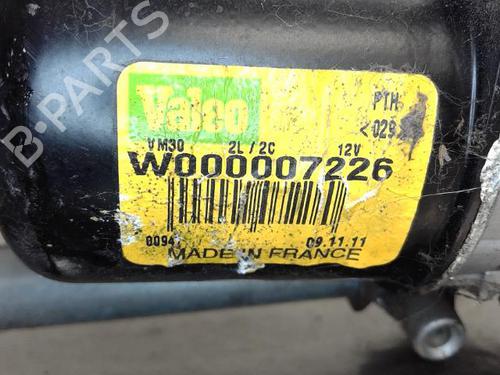 B-PARTS
Valeo
PTH
<029
VM30 2L/2C 12V
W000007226
0094 09.11.11
MADE IN FRANCE